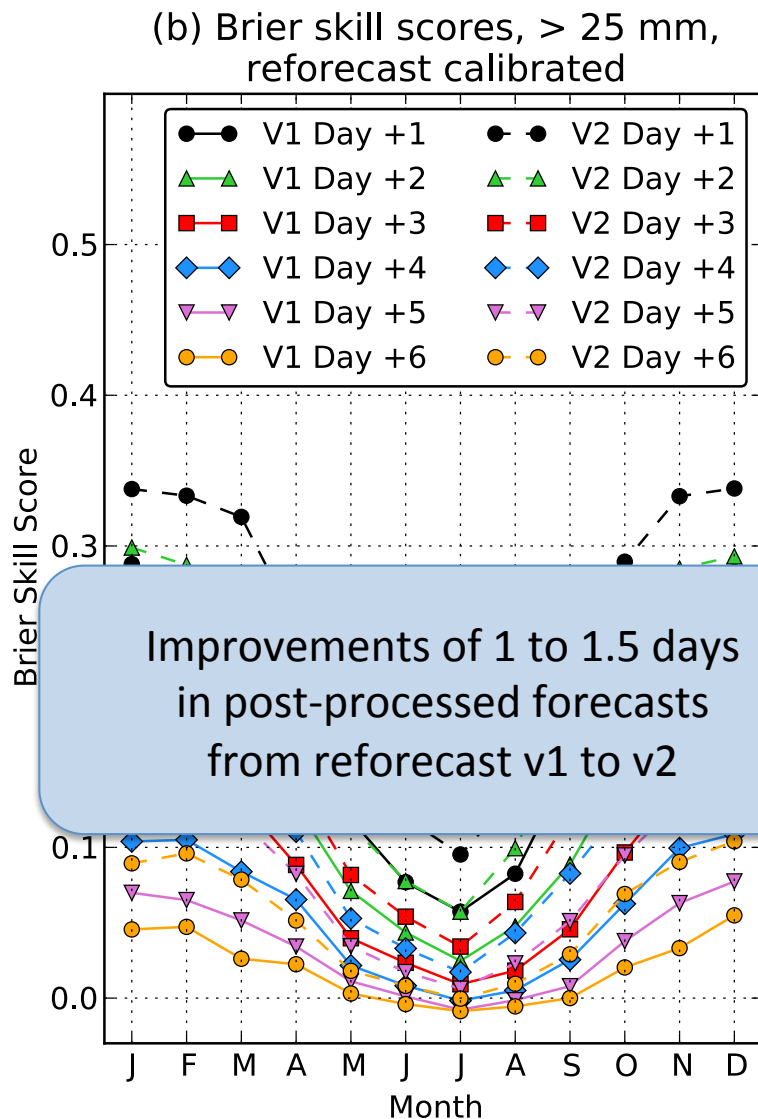 (b) Brier skill scores, > 25 mm,
reforecast calibrated
V1 Day +1 V2 Day +1
V1 Day +2 V2 Day +2
V1 Day +3 V2 Day +3
V1 Day +4 V2 Day +4
V1 Day +5 V2 Day +5
V1 Day +6 V2 Day +6
0.5
0.4
0.3
Brier Skill Score
Improvements of 1 to 1.5 days
in post-processed forecasts
from reforecast v1 to v2
0.1
0.0
J F M A M J J A S O N D
Month